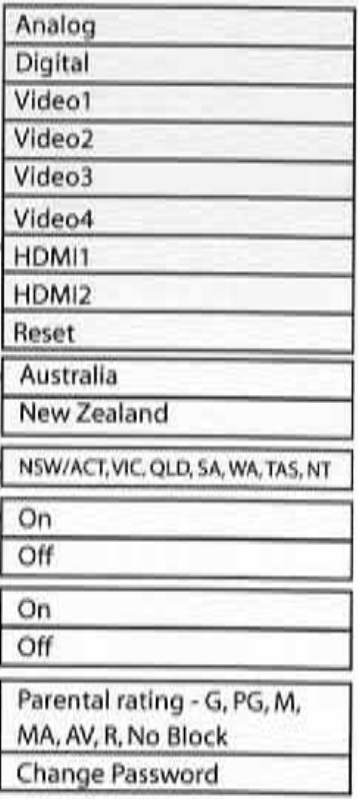 Analog
Digital
Video1
Video2
Video3
Video4
HDMI1
HDMI2
Reset
Australia
New Zealand
NSW/ACT, VIC, QLD, SA, WA, TAS, NT
On
Off
On
Off
Parental rating - G, PG, M,
MA, AV, R, No Block
Change Password